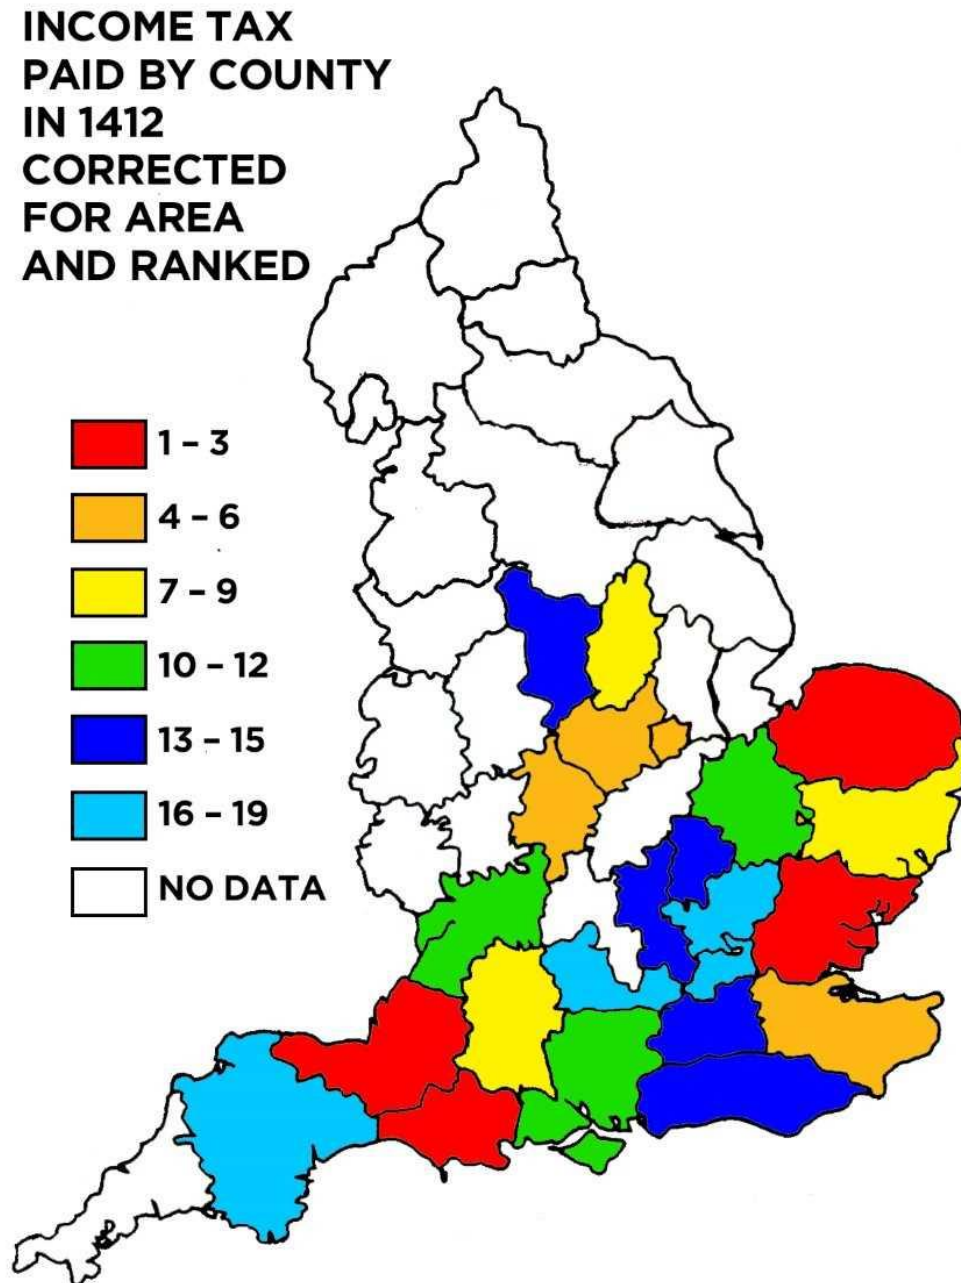 INCOME TAX
PAID BY COUNTY
IN 1412
CORRECTED
FOR AREA
AND RANKED
1 – 3
4 – 6
7 – 9
10 – 12
13 – 15
16 – 19
NO DATA